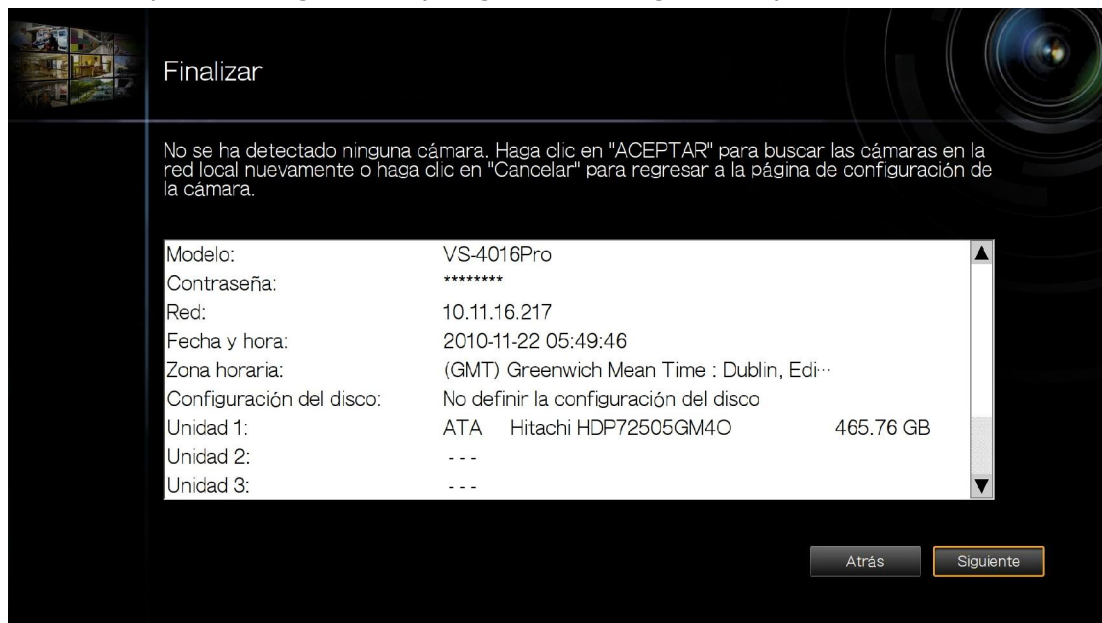 Finalizar
No se ha detectado ninguna cámara. Haga clic en "ACEPTAR" para buscar las cámaras en la
red local nuevamente o haga clic en "Cancelar" para regresar a la página de configuración de
la cámara.
Modelo: VS-4016Pro
Contraseña: ********
Red: 10.11.16.217
Fecha y hora: 2010-11-22 05:49:46
Zona horaria: (GMT) Greenwich Mean Time : Dublin, Edi···
Configuración del disco: No definir la configuración del disco
Unidad 1: ATA Hitachi HDP72505GM4O 465.76 GB
Unidad 2: - - -
Unidad 3: - - -
Atrás Siguiente